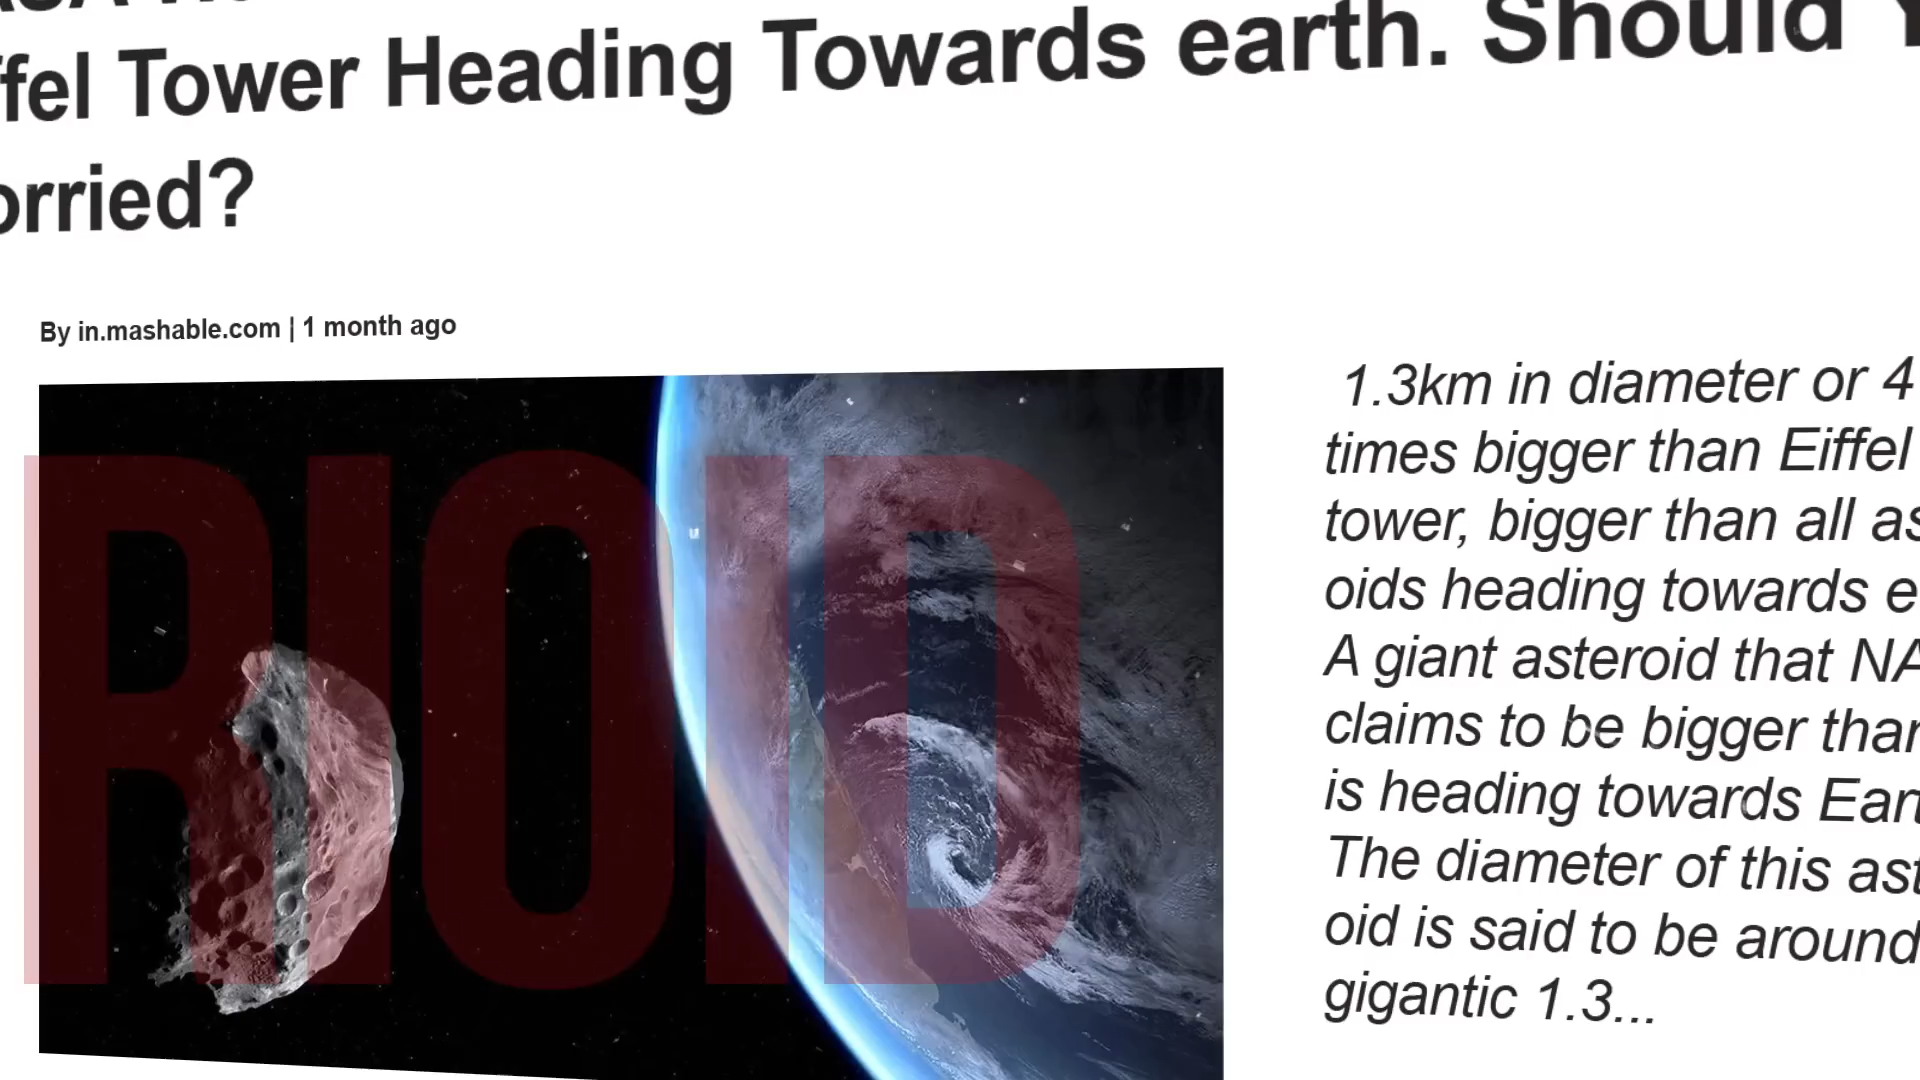 ffel Tower Heading Towards earth. Should Y
orried?
By in.mashable.com | 1 month ago
1.3km in diameter or 4
times bigger than Eiffel
tower, bigger than all as
oids heading towards e
A giant asteroid that NA
claims to be bigger than
is heading towards Ear
The diameter of this ast
oid is said to be around
gigantic 1.3...
RIOID